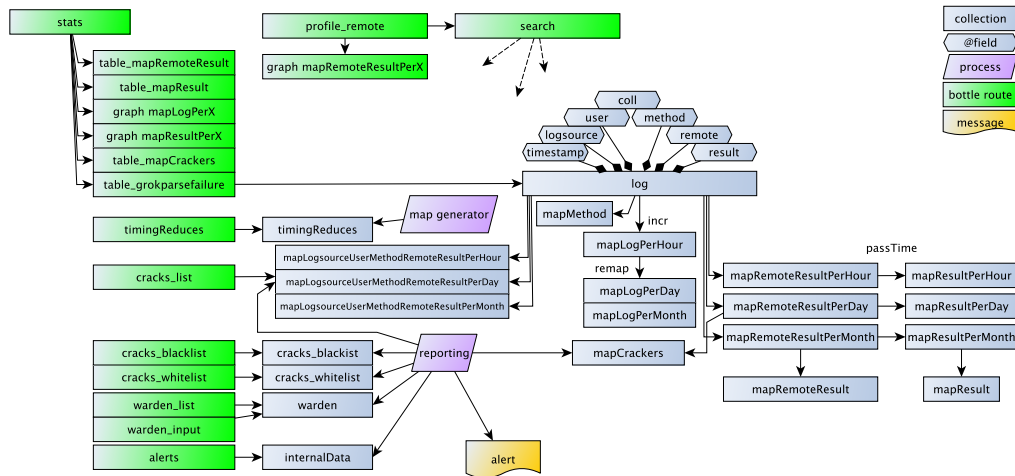 stats
profile_remote
search
collection
@field
process
bottle route
message
graph mapRemoteResultPerX
table_mapRemoteResult
table_mapResult
graph mapLogPerX
graph mapResultPerX
table_mapCrackers
table_grokparsefailure
coll
user
method
logsource
remote
timestamp
result
log
map generator
mapMethod
incr
timingReduces
timingReduces
mapLogPerHour
passTime
mapLogsourceUserMethodRemoteResultPerHour
mapLogsourceUserMethodRemoteResultPerDay
mapLogsourceUserMethodRemoteResultPerMonth
cracks_list
remap
mapLogPerDay
mapLogPerMonth
mapRemoteResultPerHour
mapResultPerHour
mapRemoteResultPerDay
mapResultPerDay
mapRemoteResultPerMonth
mapResultPerMonth
cracks_blacklist
cracks_blackist
reporting
mapCrackers
cracks_whitelist
cracks_whitelist
mapRemoteResult
mapResult
warden_list
warden
warden_input
alerts
internalData
alert